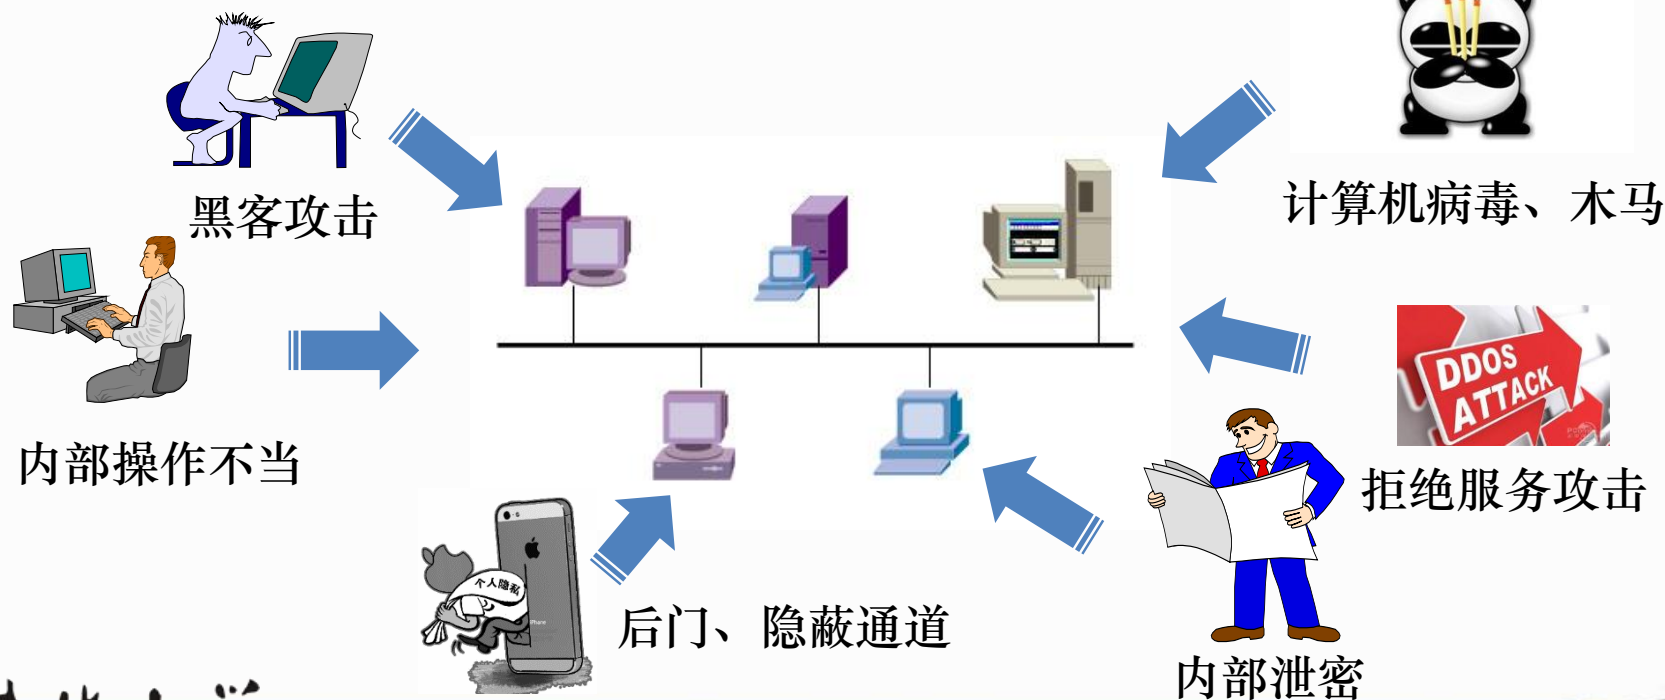 黑客攻击
计算机病毒、木马
内部操作不当
DDOS
ATTACK
拒绝服务攻击
个人隐私
iPhone
后门、隐蔽通道
内部泄密